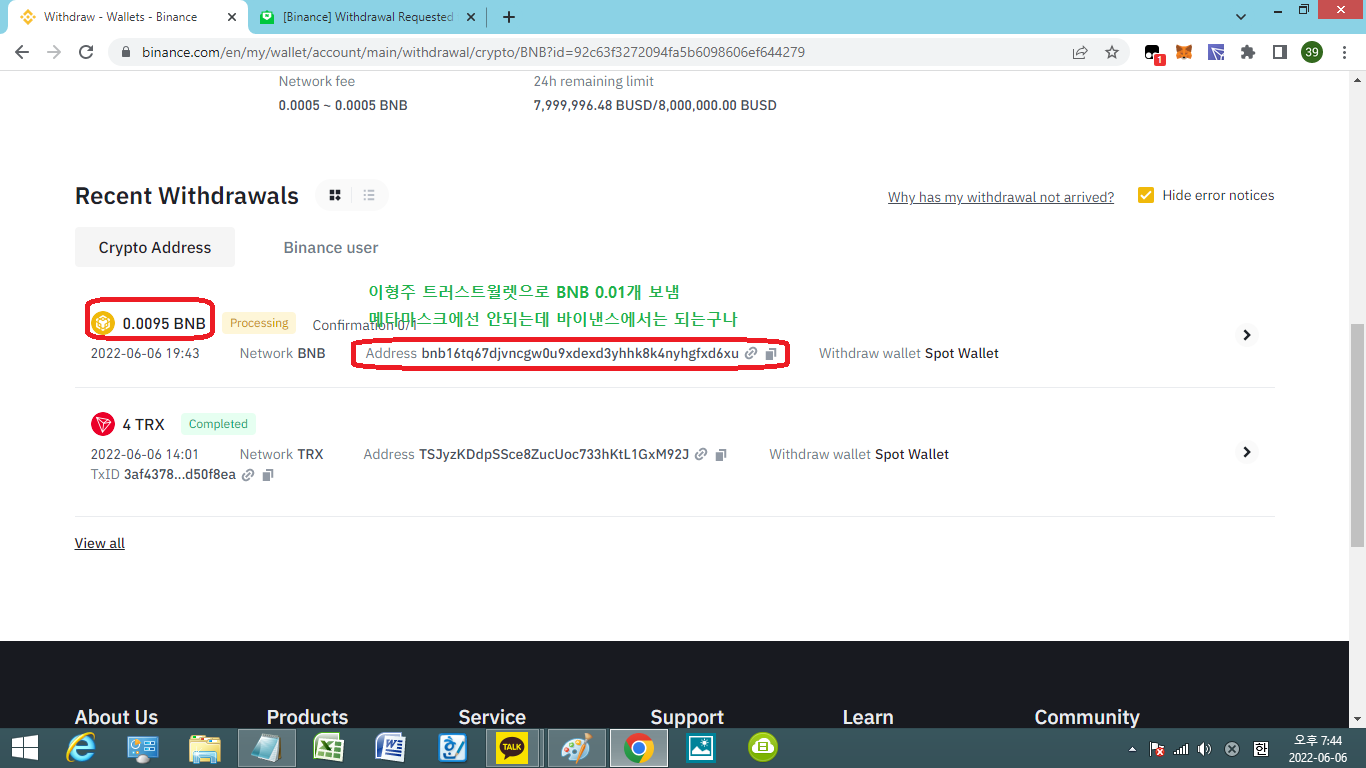 Withdraw - Wallets - Binance
[Binance] Withdrawal Requested
binance.com/en/my/wallet/account/main/withdrawal/crypto/BNB?id=92c63f3272094fa5b6098606ef644279
1
39
Network fee
24h remaining limit
0.0005 ~ 0.0005 BNB
7,999,996.48 BUSD/8,000,000.00 BUSD
Recent Withdrawals
Why has my withdrawal not arrived?
Hide error notices
Crypto Address
Binance user
이형주 트러스트월렛으로 BNB 0.01개 보냄
메타마스크에선 안되는데 바이낸스에서는 되는구나
0.0095 BNB
Processing
Confirmation 0/1
2022-06-06 19:43
Network BNB
Address bnb16tq67djvncgw0u9xdexd3yhhk8k4nyhgfxd6xu
Withdraw wallet Spot Wallet
4 TRX
Completed
2022-06-06 14:01
Network TRX
Address TSJyzKDdpSSce8ZucUoc733hKtL1GxM92J
Withdraw wallet Spot Wallet
TxID 3af4378...d50f8ea
View all
About Us
Products
Service
Support
Learn
Community
TALK
한
오후 7:44
2022-06-06